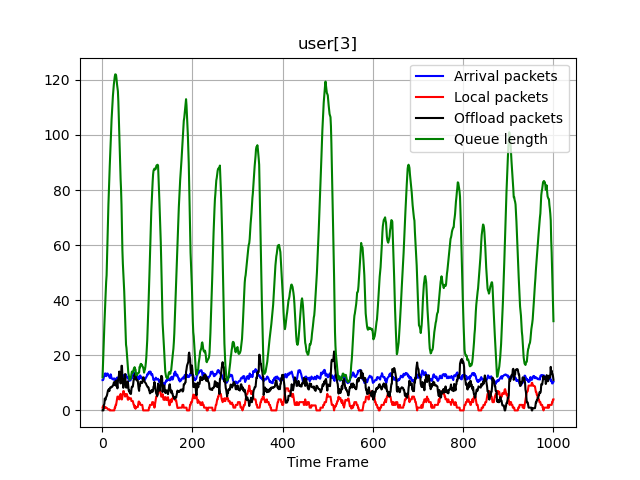 user[3]
Arrival packets
Local packets
Offload packets
Queue length
120
100
80
60
40
20
0
0 200 400 600 800 1000
Time Frame